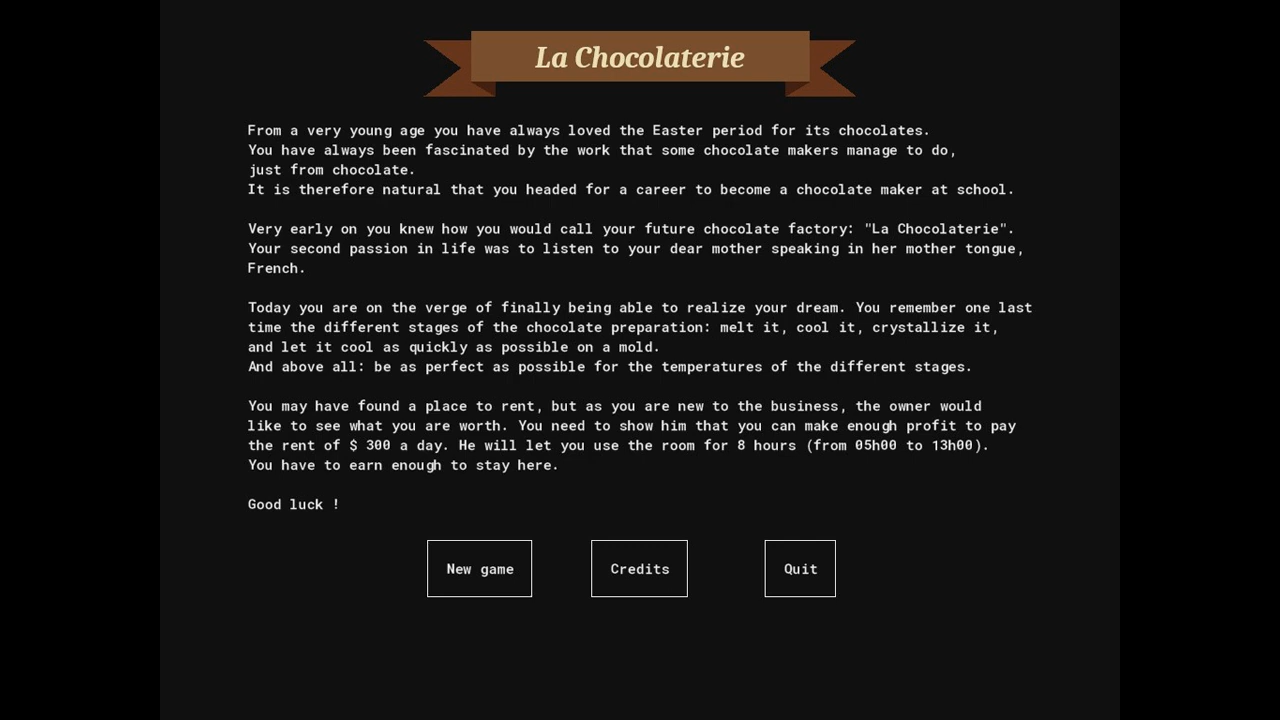 La Chocolaterie
From a very young age you have always loved the Easter period for its chocolates.
You have always been fascinated by the work that some chocolate makers manage to do,
just from chocolate.
It is therefore natural that you headed for a career to become a chocolate maker at school.
Very early on you knew how you would call your future chocolate factory: "La Chocolaterie".
Your second passion in life was to listen to your dear mother speaking in her mother tongue,
French.
Today you are on the verge of finally being able to realize your dream. You remember one last
time the different stages of the chocolate preparation: melt it, cool it, crystallize it,
and let it cool as quickly as possible on a mold.
And above all: be as perfect as possible for the temperatures of the different stages.
You may have found a place to rent, but as you are new to the business, the owner would
like to see what you are worth. You need to show him that you can make enough profit to pay
the rent of $ 300 a day. He will let you use the room for 8 hours (from 05h00 to 13h00).
You have to earn enough to stay here.
Good luck !
New game
Credits
Quit